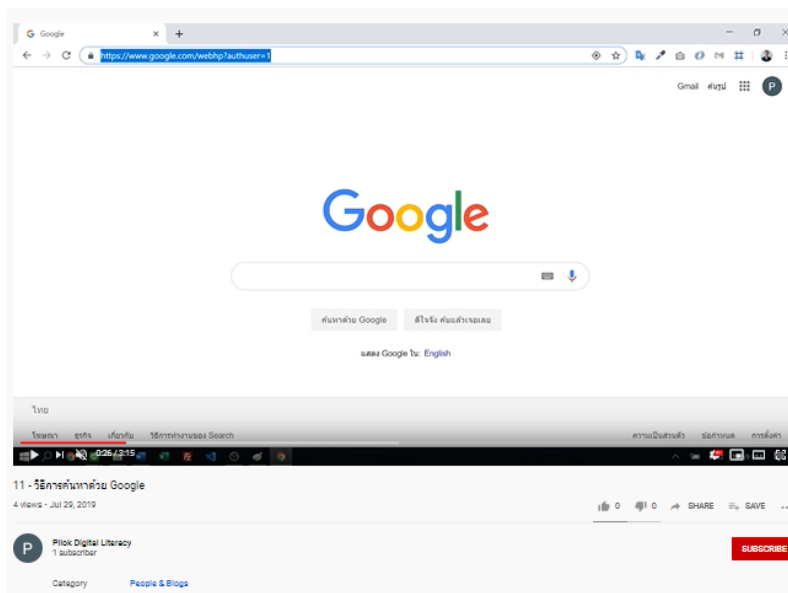 Google
https://www.google.com/webhp?authuser=1
Gmail ค้นรูป P
Google
ค้นหาด้วย Google ดีใจจัง ค้นแล้วเจอเลย
แสดง Google ใน: English
ไทย
โฆษณา ธุรกิจ เกี่ยวกับ วิธีการทำงานของ Search ความเป็นส่วนตัว ข้อกำหนด การตั้งค่า
0:26 / 3:15
11 - วิธีการค้นหาด้วย Google
4 views - Jul 29, 2019
0 0 SHARE SAVE
P Pilok Digital Literacy
1 subscriber
SUBSCRIBE
Category People & Blogs